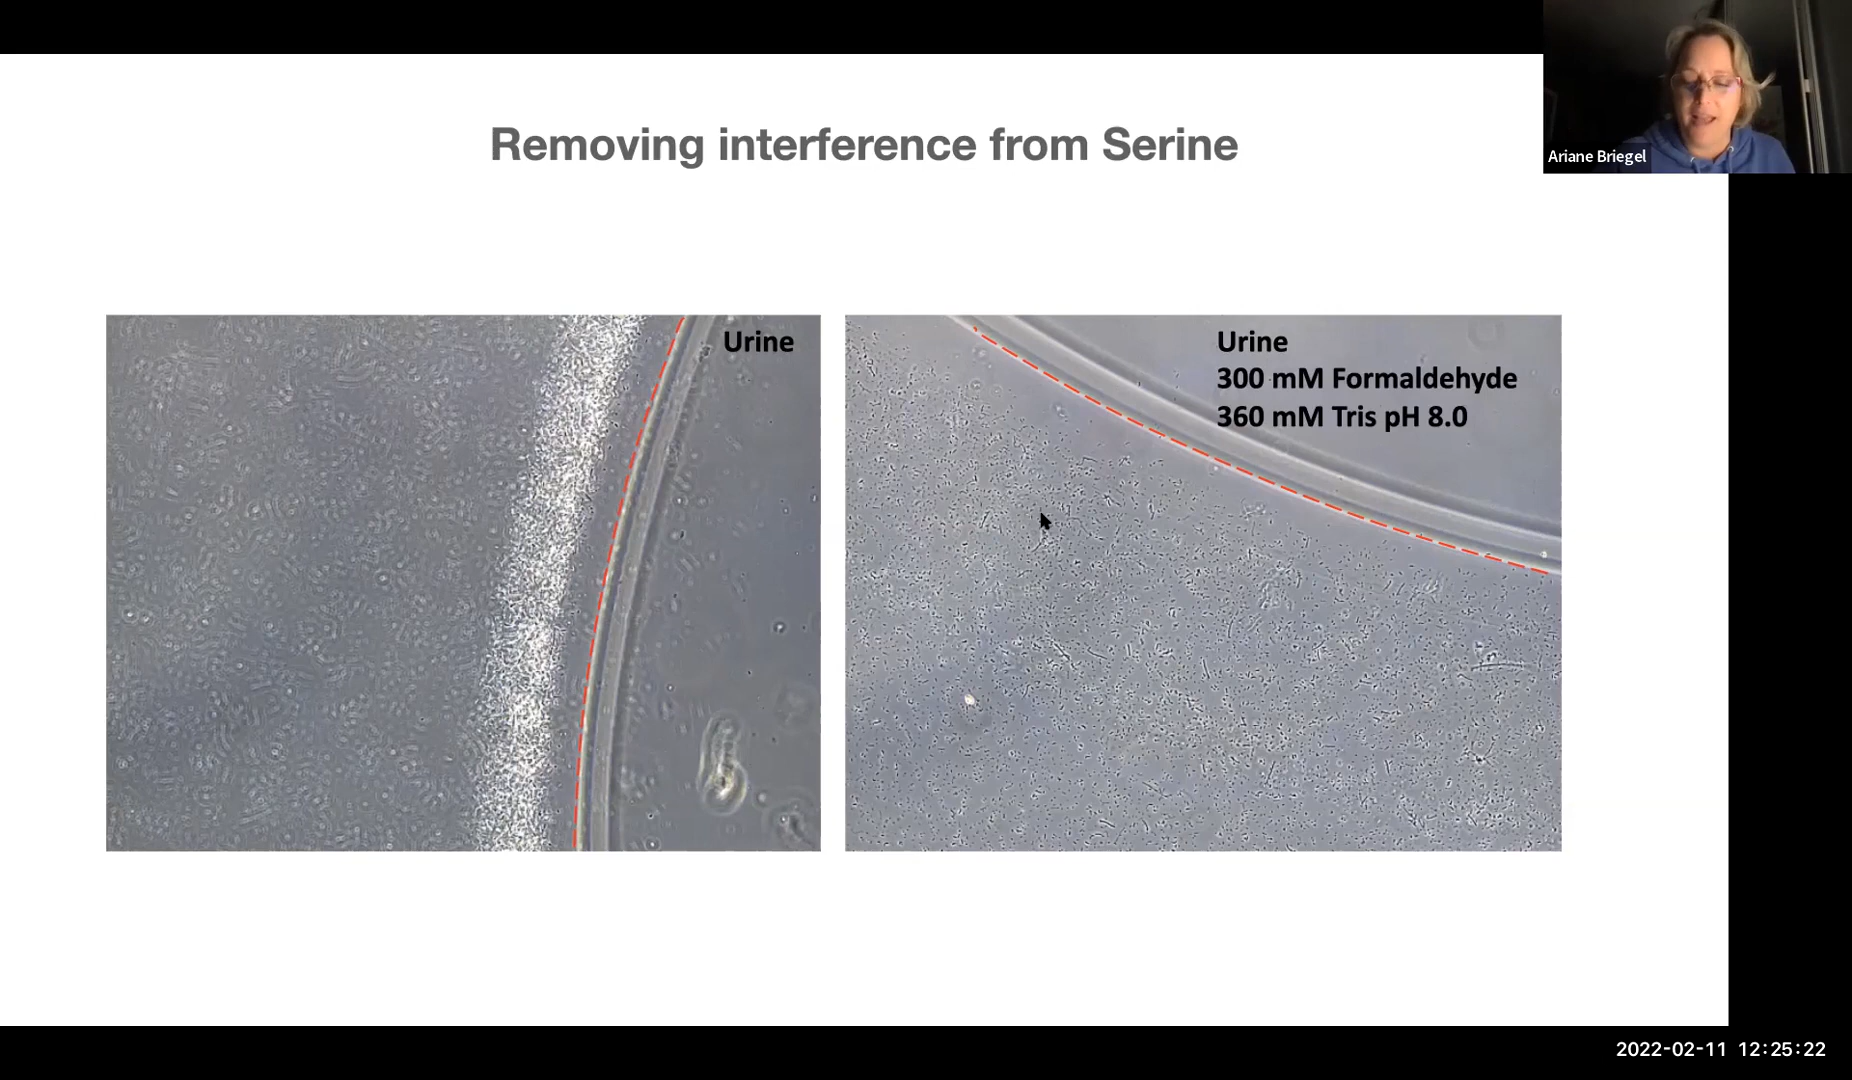 Removing interference from Serine
Ariane Briegel
Urine
Urine
300 mM Formaldehyde
360 mM Tris pH 8.0
2022-02-11 12:25:22